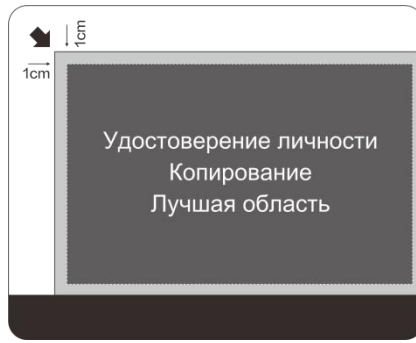 1cm
1cm
Удостоверение личности
Копирование
Лучшая область